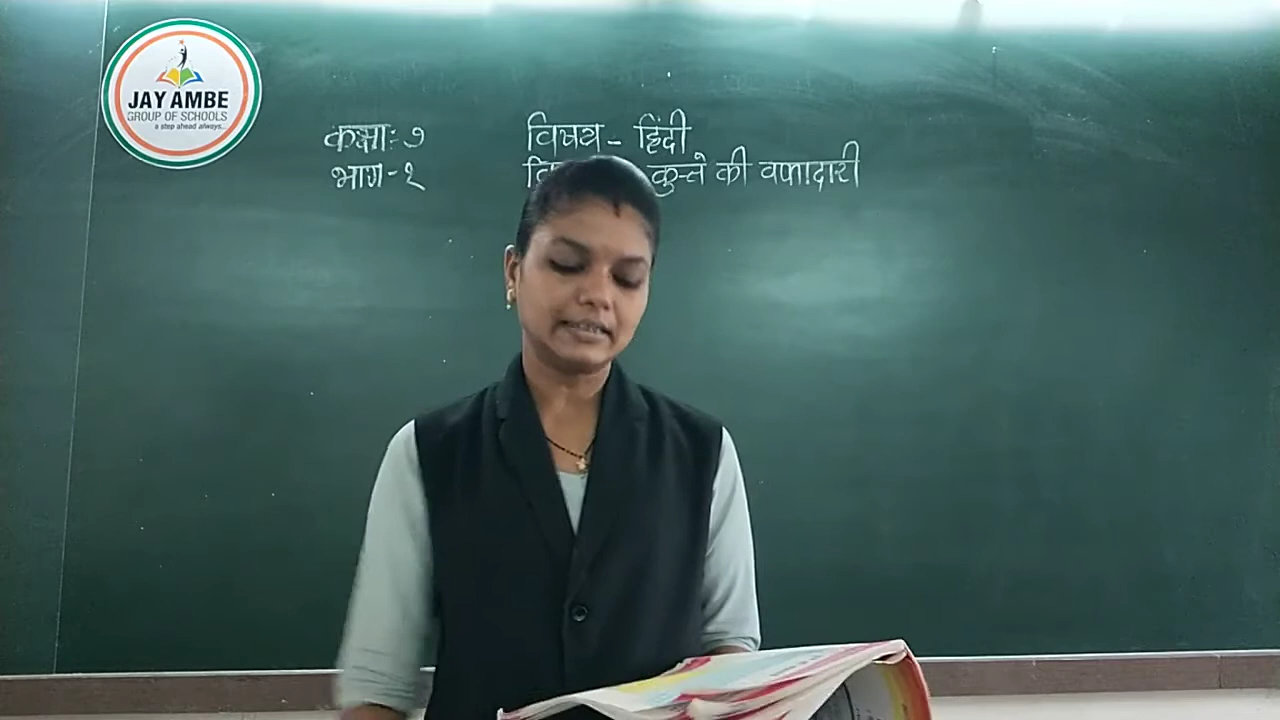 JAY AMBE
GROUP OF SCHOOLS
a step ahead always...
कक्षाः-७ विषय - हिंदी
भाग - १ कुत्ते की वफादारी